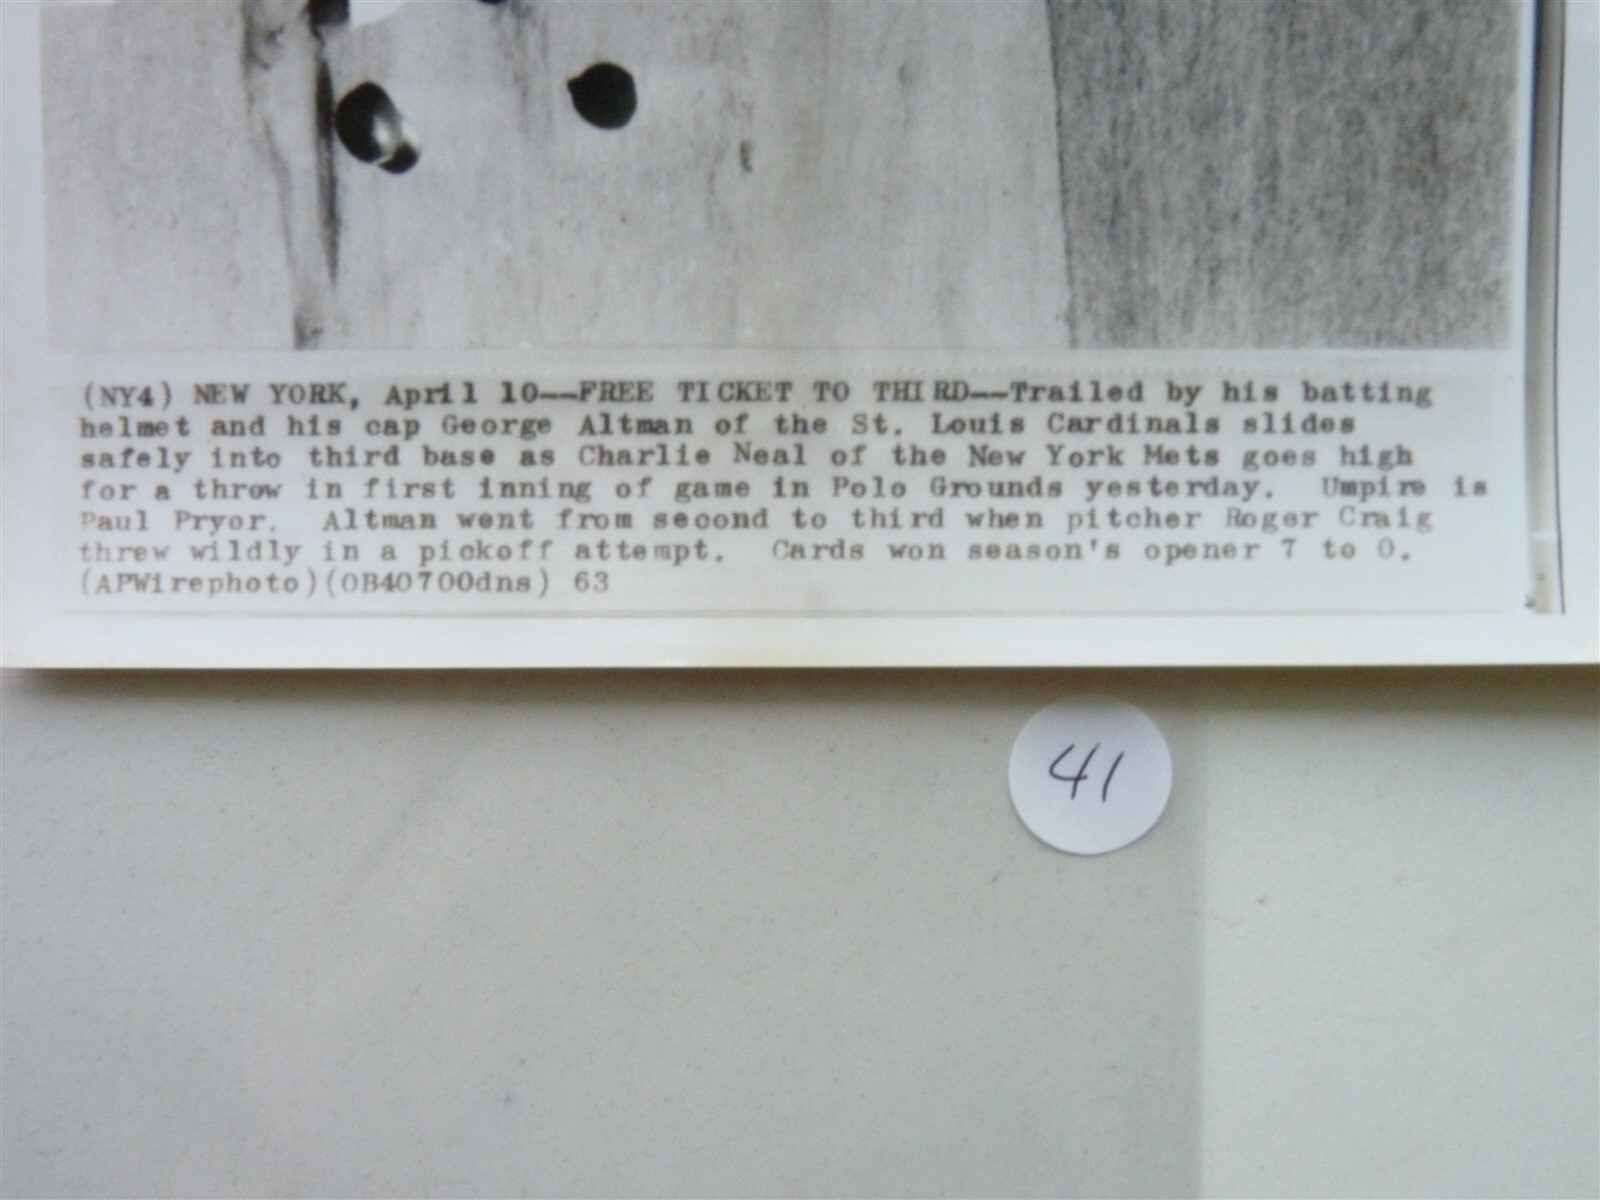 (NY4) NEW YORK, April 10--FREE TICKET TO THIRD--Trailed by his batting
helmet and his cap George Altman of the St. Louis Cardinals slides
safely into third base as Charlie Neal of the New York Mets goes high
for a throw in first inning of game in Polo Grounds yesterday. Umpire is
Paul Pryor. Altman went from second to third when pitcher Roger Craig
threw wildly in a pickoff attempt. Cards won season's opener 7 to 0.
(APWirephoto)(OB40700dns) 63
41